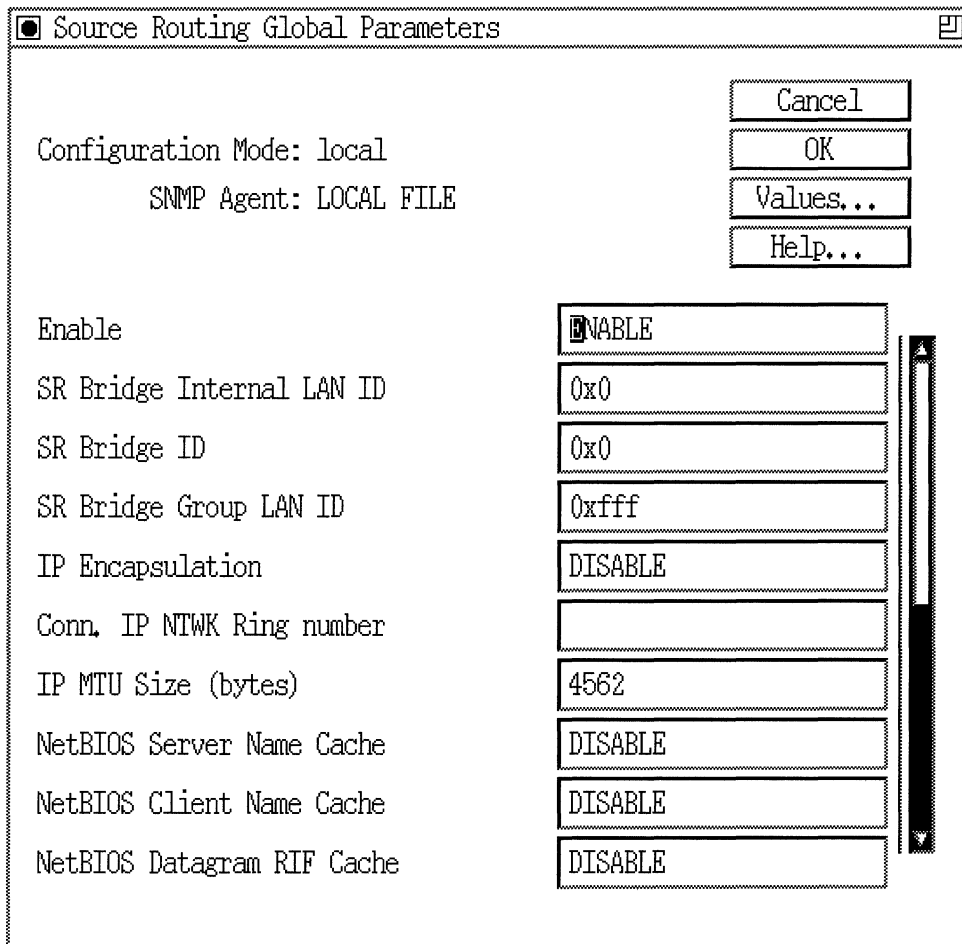 Source Routing Global Parameters
Cancel
Configuration Mode: local
OK
SNMP Agent: LOCAL FILE
Values...
Help...
Enable ENABLE
SR Bridge Internal LAN ID 0x0
SR Bridge ID 0x0
SR Bridge Group LAN ID 0xfff
IP Encapsulation DISABLE
Conn. IP NTWK Ring number
IP MTU Size (bytes) 4562
NetBIOS Server Name Cache DISABLE
NetBIOS Client Name Cache DISABLE
NetBIOS Datagram RIF Cache DISABLE